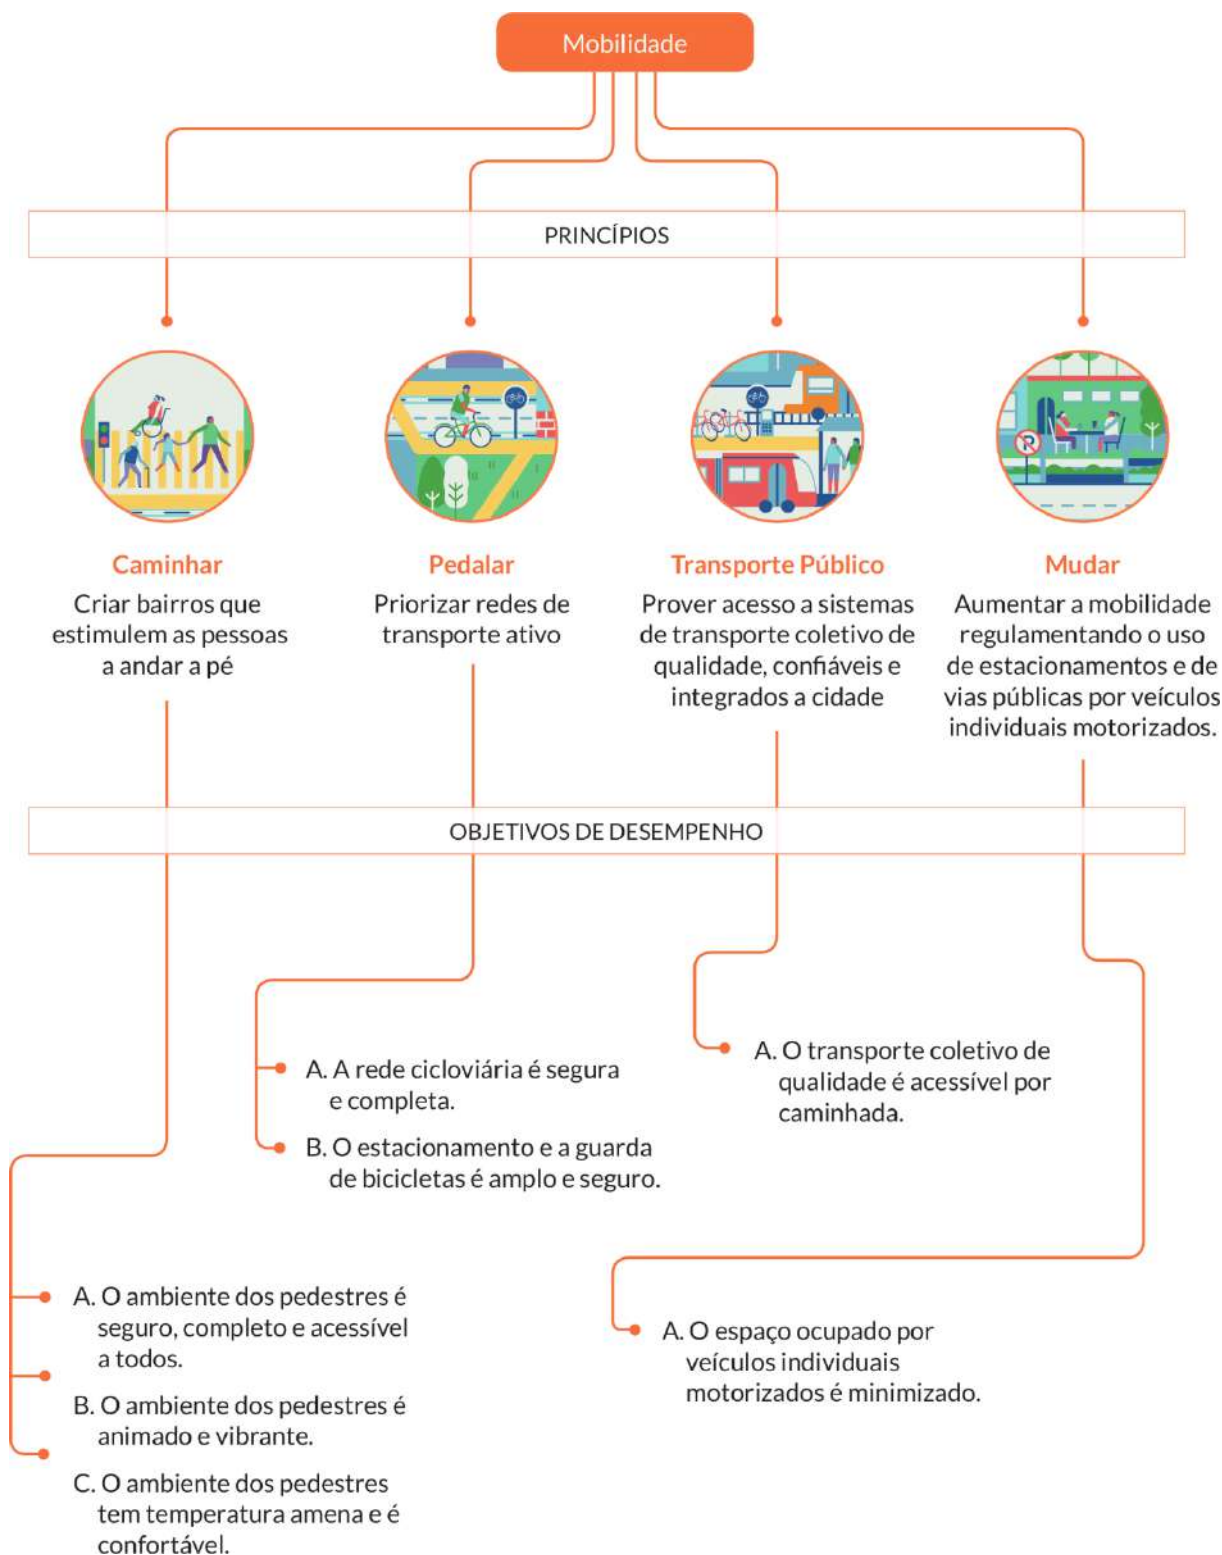 Mobilidade
PRINCÍPIOS
Caminhar
Criar bairros que
estimulem as pessoas
a andar a pé
Pedalar
Priorizar redes de
transporte ativo
Transporte Público
Prover acesso a sistemas
de transporte coletivo de
qualidade, confiáveis e
integrados a cidade
Mudar
Aumentar a mobilidade
regulamentando o uso
de estacionamentos e de
vias públicas por veículos
individuais motorizados.
OBJETIVOS DE DESEMPENHO
A. O ambiente dos pedestres é
seguro, completo e acessível
a todos.
B. O ambiente dos pedestres é
animado e vibrante.
C. O ambiente dos pedestres
tem temperatura amena e é
confortável.
A. A rede cicloviária é segura
e completa.
B. O estacionamento e a guarda
de bicicletas é amplo e seguro.
A. O transporte coletivo de
qualidade é acessível por
caminhada.
A. O espaço ocupado por
veículos individuais
motorizados é minimizado.
P